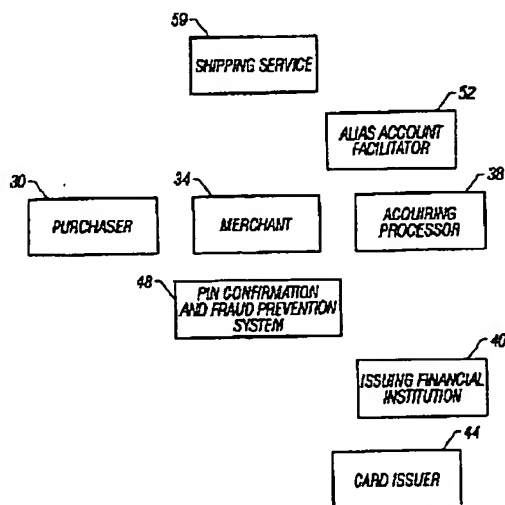 59
SHIPPING SERVICE
52
ALIAS ACCOUNT
FACILITATOR
30
PURCHASER
34
MERCHANT
38
ACQUIRING
PROCESSOR
48
PIN CONFIRMATION
AND FRAUD PREVENTION
SYSTEM
40
ISSUING FINANCIAL
INSTITUTION
44
CARD ISSUER